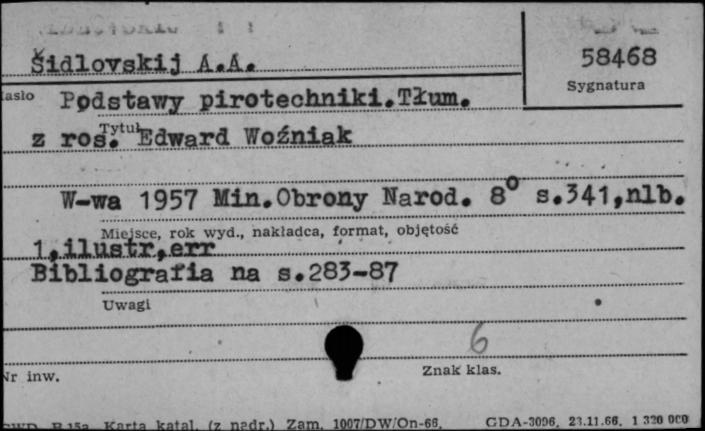 Šidlovskij A.A.
58468
Sygnatura
Hasło
Podstawy pirotechniki.Tłum.
Tytuł
z ros. Edward Woźniak
W-wa 1957 Min.Obrony Narod. 8° s.341,nlb.
Miejsce, rok wyd., nakładca, format, objętość
1,ilustr,err
Bibliografia na s.283-87
Uwagi
6
Nr inw.
Znak klas.
Karta katal. (z nadr.) Zam. 1007/DW/On-66. GDA-3096. 23.11.66. 1 320 000